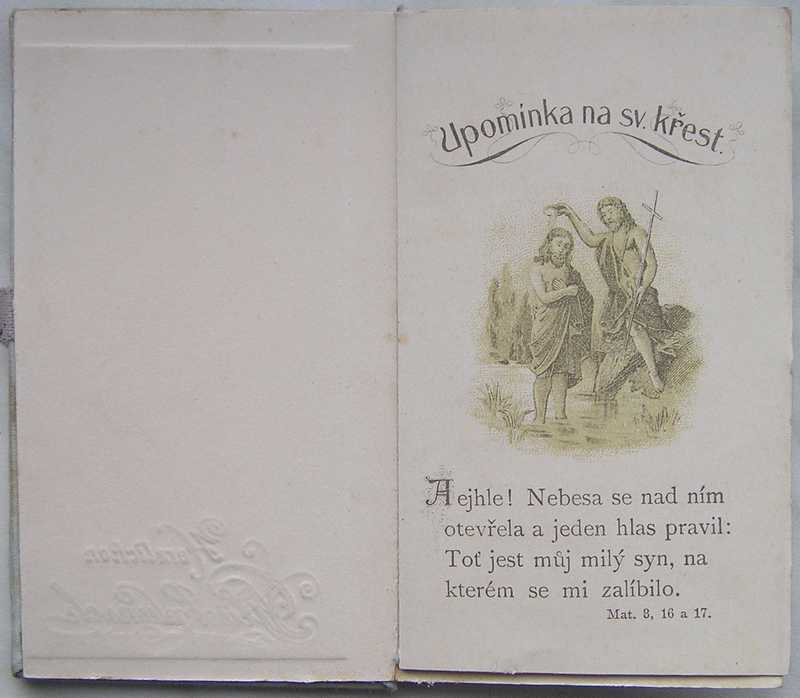 Upomínka na sv. křest.
Aejhle! Nebesa se nad ním
otevřela a jeden hlas pravil:
Toť jest můj milý syn, na
kterém se mi zalíbilo.
Mat. 3, 16 a 17.